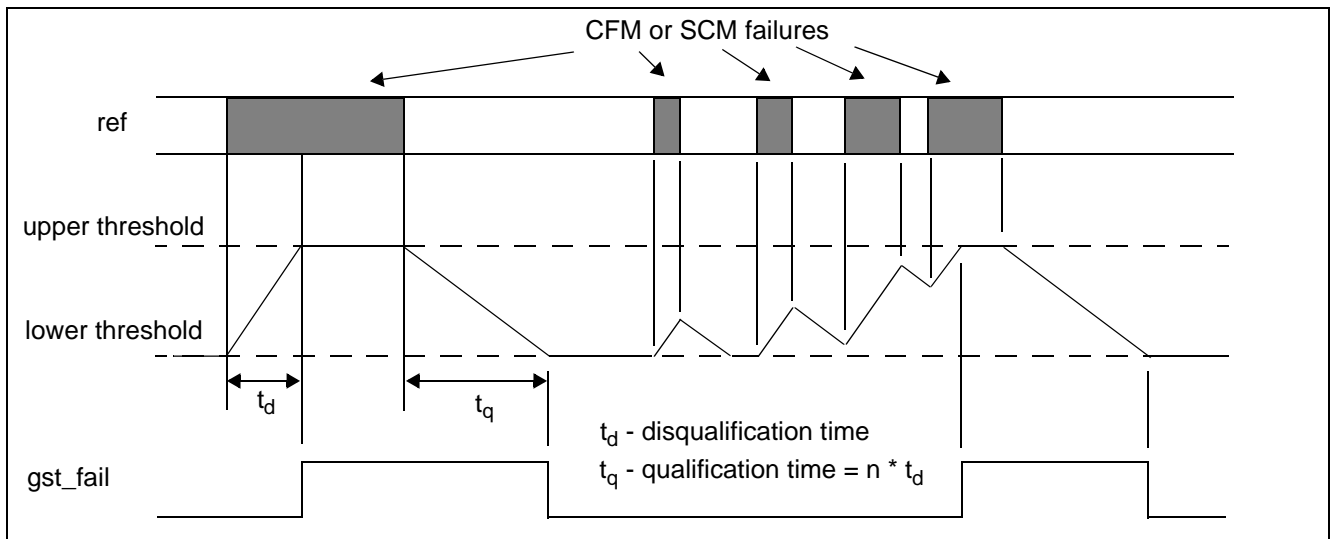 CFM or SCM failures
ref
upper threshold
lower threshold
td
tq
td - disqualification time
tq - qualification time = n * td
gst_fail